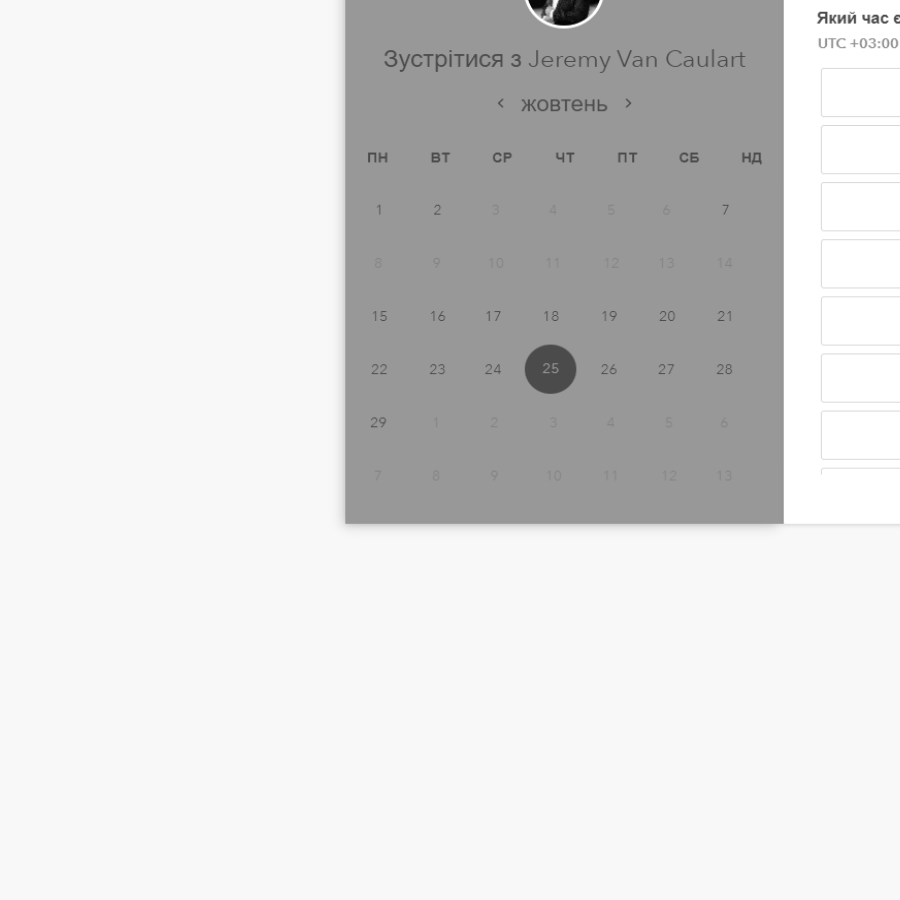 Зустрітися з Jeremy Van Caulart
жовтень
ПН ВТ СР ЧТ ПТ СБ НД
1 2 3 4 5 6 7
8 9 10 11 12 13 14
15 16 17 18 19 20 21
22 23 24 25 26 27 28
29 1 2 3 4 5 6
7 8 9 10 11 12 13
Який час є
UTC +03:00